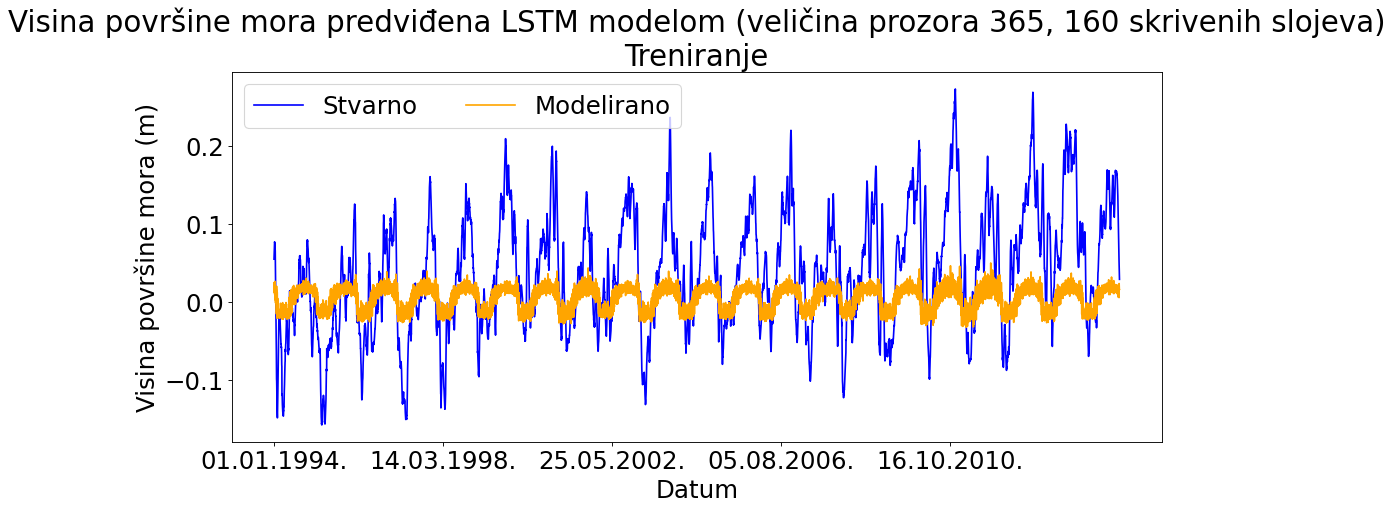 Visina površine mora predviđena LSTM modelom (veličina prozora 365, 160 skrivenih slojeva)
Treniranje
Stvarno
Modelirano
Visina površine mora (m)
0.2
0.1
0.0
−0.1
01.01.1994.
14.03.1998.
25.05.2002.
05.08.2006.
16.10.2010.
Datum